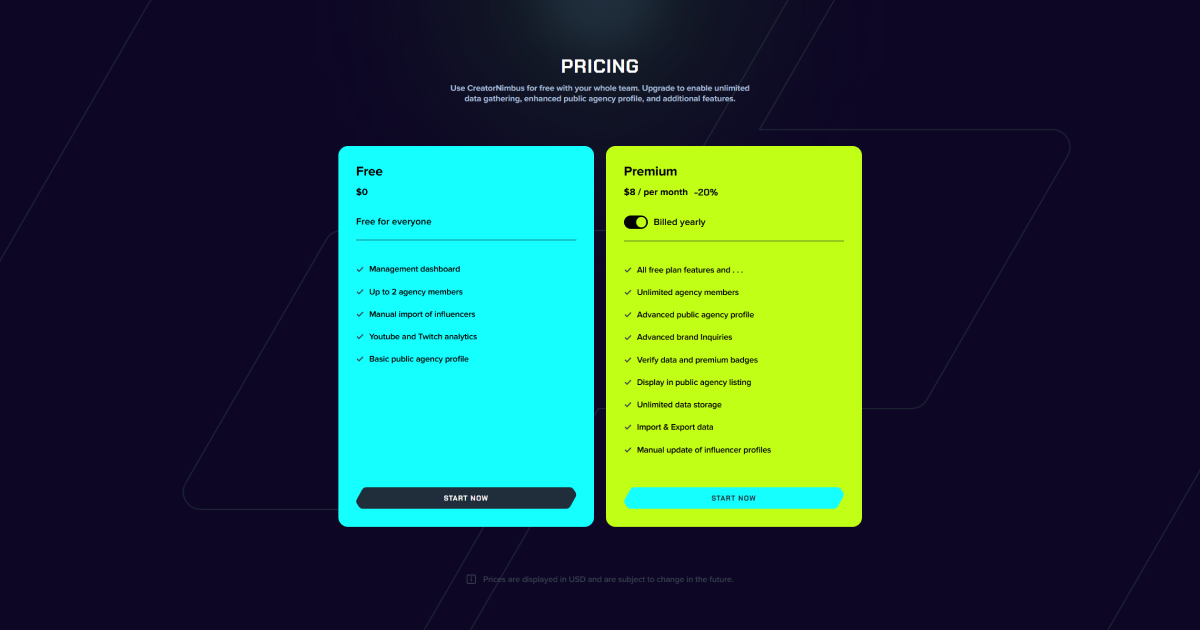 PRICING
Use CreatorNimbus for free with your whole team. Upgrade to enable unlimited
data gathering, enhanced public agency profile, and additional features.
Free
$0
Free for everyone
Management dashboard
Up to 2 agency members
Manual import of influencers
Youtube and Twitch analytics
Basic public agency profile
START NOW
Premium
$8 / per month -20%
Billed yearly
All free plan features and . . .
Unlimited agency members
Advanced public agency profile
Advanced brand Inquiries
Verify data and premium badges
Display in public agency listing
Unlimited data storage
Import & Export data
Manual update of influencer profiles
START NOW
Prices are displayed in USD and are subject to change in the future.